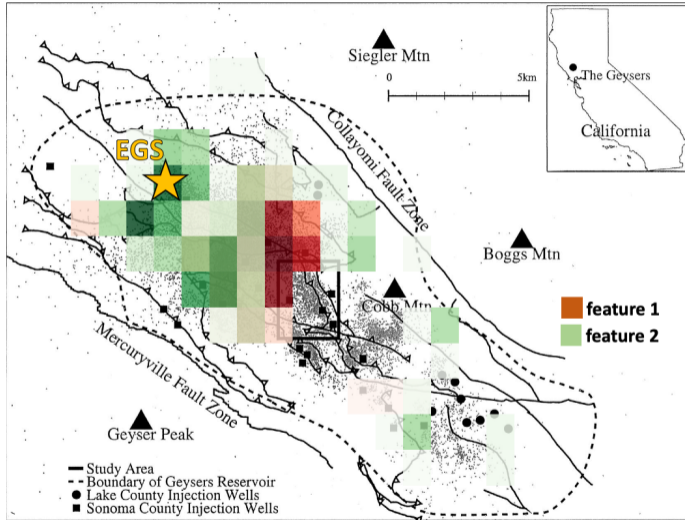 Siegler Mtn
0
5km
The Geysers
California
EGS
Collayomi Fault Zone
Boggs Mtn
Cobb Mtn
feature 1
feature 2
Mercuryville Fault Zone
Geyser Peak
Study Area
Boundary of Geysers Reservoir
Lake County Injection Wells
Sonoma County Injection Wells